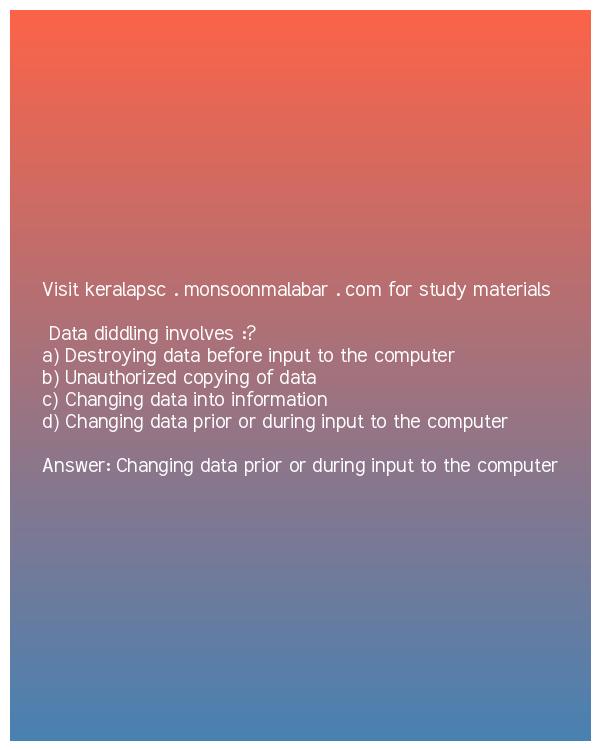 Visit keralapsc . monsoonmalabar . com for study materials
Data diddling involves :?
a) Destroying data before input to the computer
b) Unauthorized copying of data
c) Changing data into information
d) Changing data prior or during input to the computer
Answer: Changing data prior or during input to the computer